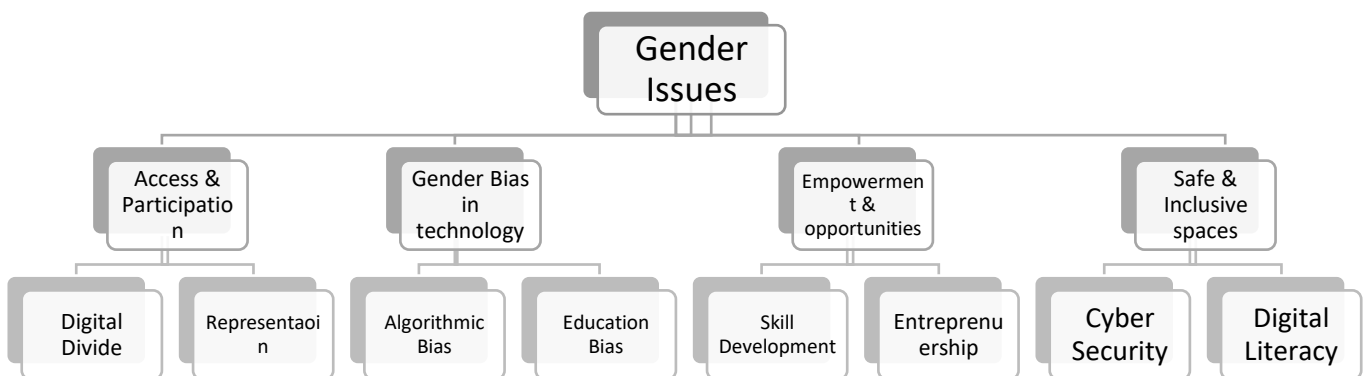 Gender
Issues
Access &
Participatio
n
Gender Bias
in
technology
Empowermen
t &
opportunities
Safe &
Inclusive
spaces
Digital
Divide
Representaoi
n
Algorithmic
Bias
Education
Bias
Skill
Development
Entreprenu
ership
Cyber
Security
Digital
Literacy